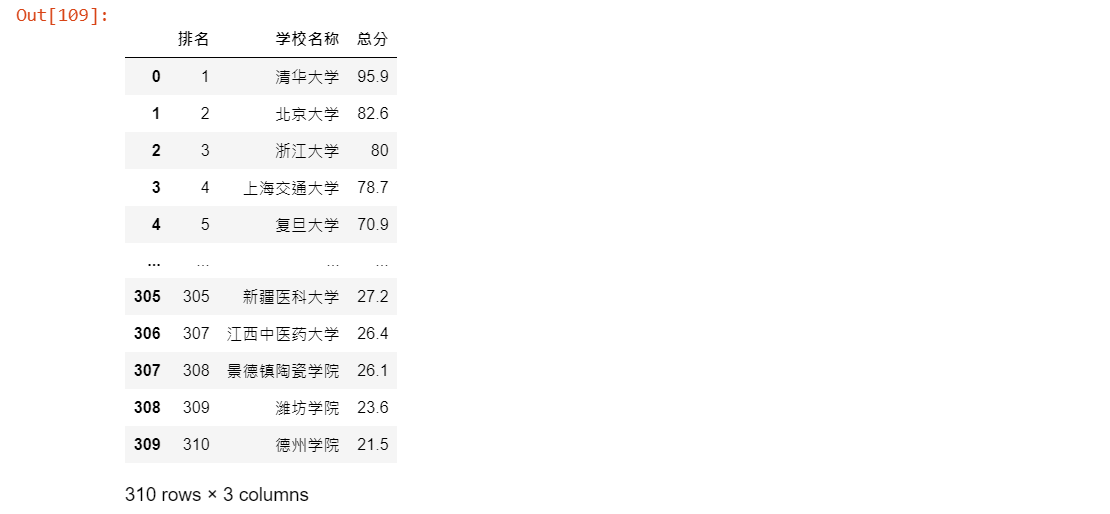 Out[109]:
排名 学校名称 总分
0 1 清华大学 95.9
1 2 北京大学 82.6
2 3 浙江大学 80
3 4 上海交通大学 78.7
4 5 复旦大学 70.9
... ... ... ...
305 305 新疆医科大学 27.2
306 307 江西中医药大学 26.4
307 308 景德镇陶瓷学院 26.1
308 309 潍坊学院 23.6
309 310 德州学院 21.5
310 rows × 3 columns